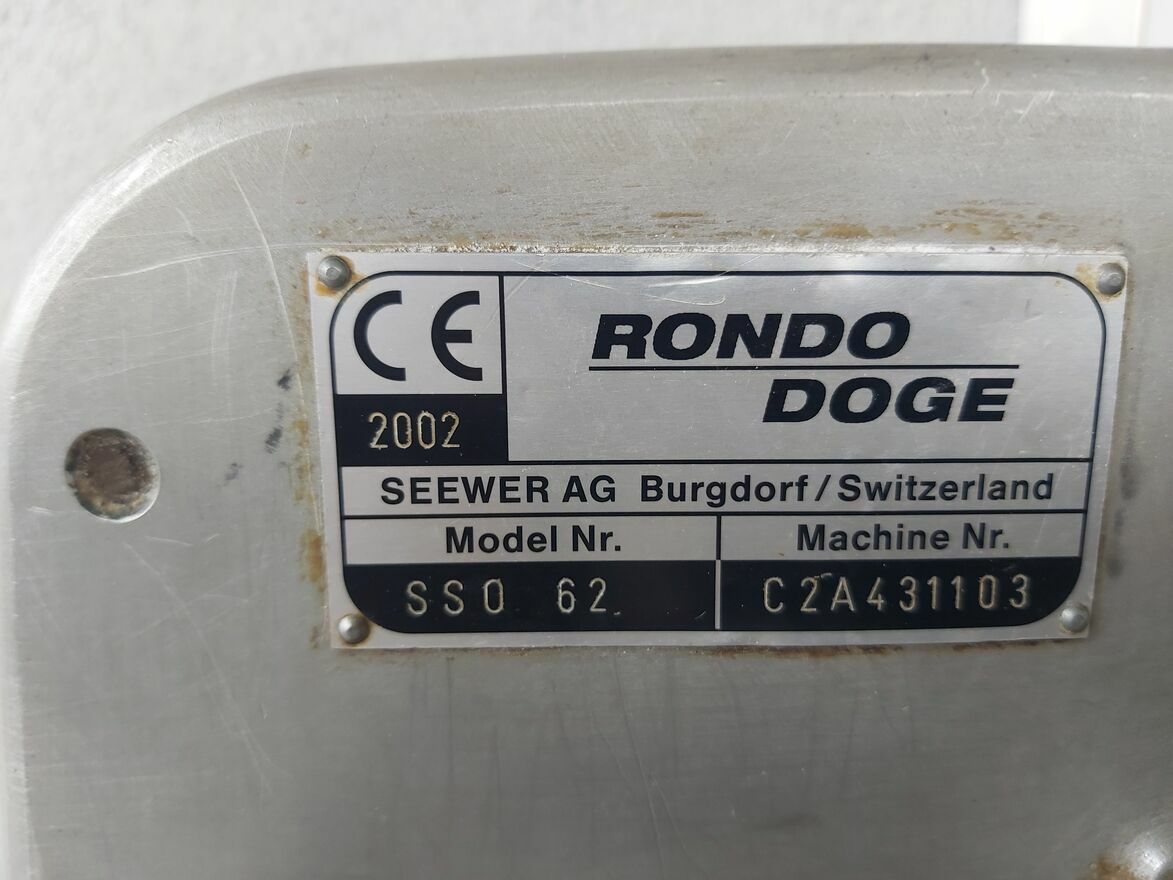 CE
RONDO
DOGE
2002
SEEWER AG Burgdorf/Switzerland
Model Nr.
Machine Nr.
SSO 62
C2A431103